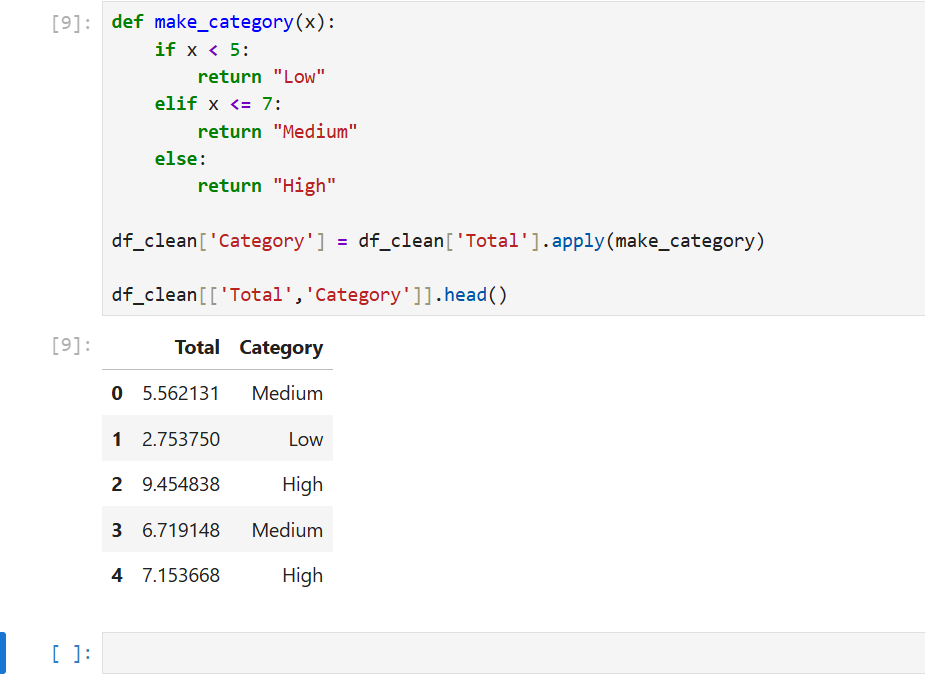 [9]: def make_category(x):
    if x < 5:
        return "Low"
    elif x <= 7:
        return "Medium"
    else:
        return "High"

df_clean['Category'] = df_clean['Total'].apply(make_category)

df_clean[['Total','Category']].head()
[9]: Total Category
0 5.562131 Medium
1 2.753750 Low
2 9.454838 High
3 6.719148 Medium
4 7.153668 High
[ ]: